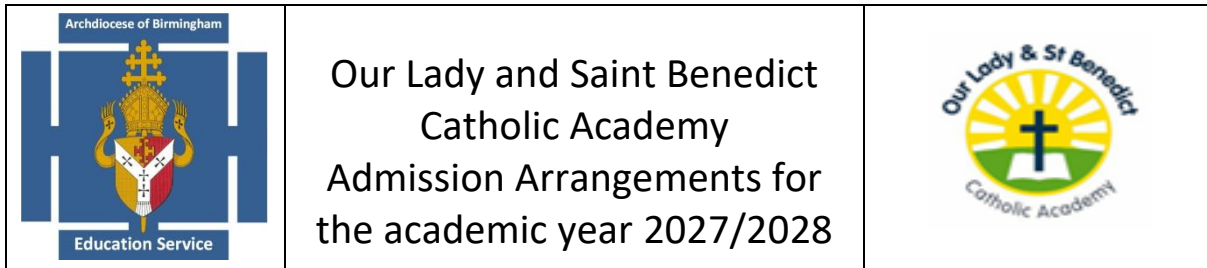 Archdiocese of Birmingham
Education Service
Our Lady and Saint Benedict
Catholic Academy
Admission Arrangements for
the academic year 2027/2028
Our Lady & St Benedict
Catholic Academy